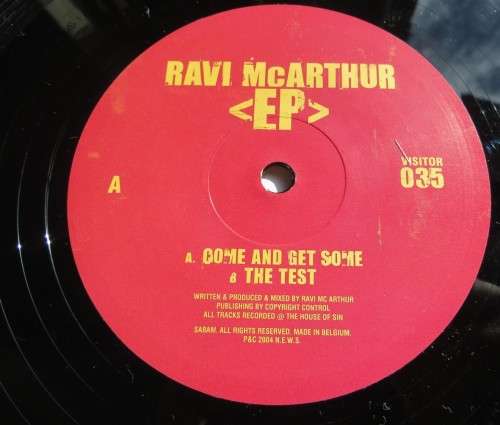 RAVI McARTHUR
<EP>
A
VISITOR
035
A. COME AND GET SOME
B THE TEST
WRITTEN & PRODUCED & MIXED BY RAVI MC ARTHUR
PUBLISHING BY COPYRIGHT CONTROL
ALL TRACKS RECORDED @ THE HOUSE OF SIN
SABAM. ALL RIGHTS RESERVED. MADE IN BELGIUM.
P&C 2004 N.E.W.S.